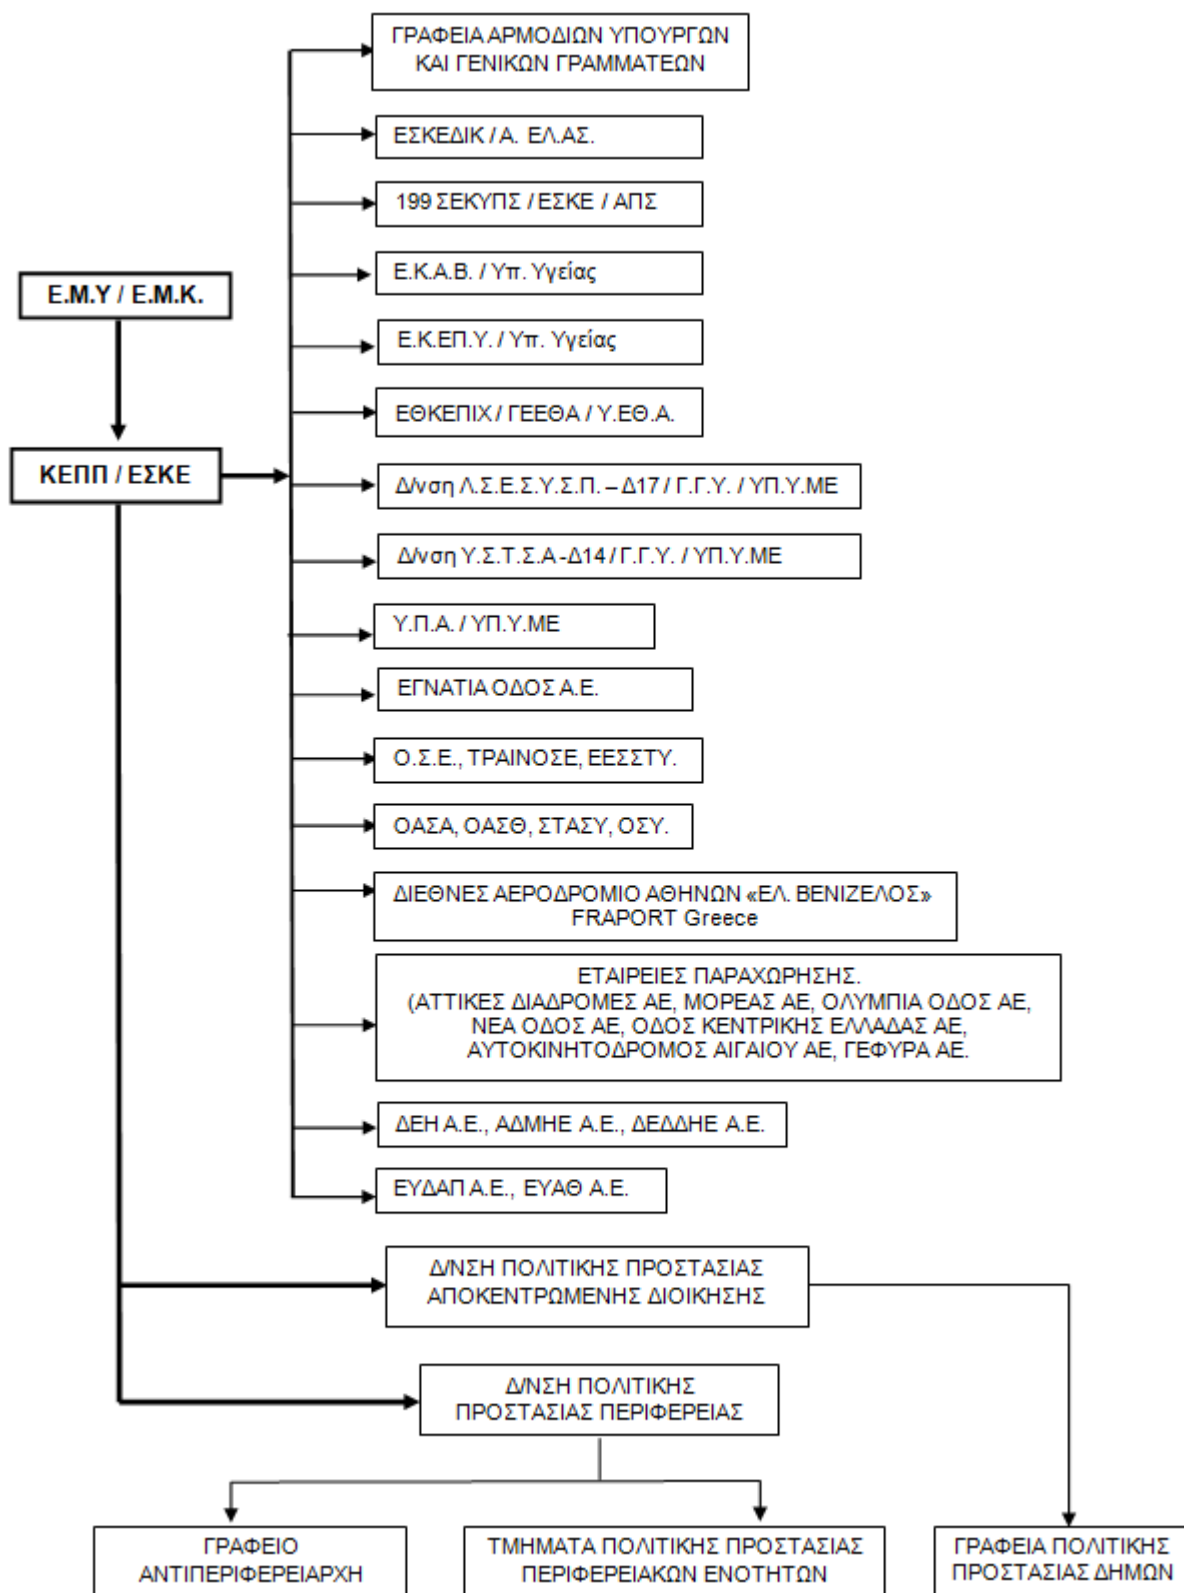 ΓΡΑΦΕΙΑ ΑΡΜΟΔΙΩΝ ΥΠΟΥΡΓΩΝ
ΚΑΙ ΓΕΝΙΚΩΝ ΓΡΑΜΜΑΤΕΩΝ
ΕΣΚΕΔΙΚ / Α. ΕΛ.ΑΣ.
199 ΣΕΚΥΠΣ / ΕΣΚΕ / ΑΠΣ
Ε.Κ.Α.Β. / Υπ. Υγείας
Ε.Μ.Υ / Ε.Μ.Κ.
Ε.Κ.ΕΠ.Υ. / Υπ. Υγείας
ΕΘΚΕΠΙΧ / ΓΕΕΘΑ / Υ.ΕΘ.Α.
ΚΕΠΠ / ΕΣΚΕ
Δ/νση Λ.Σ.Ε.Σ.Υ.Σ.Π. – Δ17 / Γ.Γ.Υ. / ΥΠ.Υ.ΜΕ
Δ/νση Υ.Σ.Τ.Σ.Α -Δ14 / Γ.Γ.Υ. / ΥΠ.Υ.ΜΕ
Υ.Π.Α. / ΥΠ.Υ.ΜΕ
ΕΓΝΑΤΙΑ ΟΔΟΣ Α.Ε.
Ο.Σ.Ε., ΤΡΑΙΝΟΣΕ, ΕΕΣΣΤΥ.
ΟΑΣΑ, ΟΑΣΘ, ΣΤΑΣΥ, ΟΣΥ.
ΔΙΕΘΝΕΣ ΑΕΡΟΔΡΟΜΙΟ ΑΘΗΝΩΝ «ΕΛ. ΒΕΝΙΖΕΛΟΣ»
FRAPORT Greece
ΕΤΑΙΡΕΙΕΣ ΠΑΡΑΧΩΡΗΣΗΣ.
(ΑΤΤΙΚΕΣ ΔΙΑΔΡΟΜΕΣ ΑΕ, ΜΟΡΕΑΣ ΑΕ, ΟΛΥΜΠΙΑ ΟΔΟΣ ΑΕ,
ΝΕΑ ΟΔΟΣ ΑΕ, ΟΔΟΣ ΚΕΝΤΡΙΚΗΣ ΕΛΛΑΔΑΣ ΑΕ,
ΑΥΤΟΚΙΝΗΤΟΔΡΟΜΟΣ ΑΙΓΑΙΟΥ ΑΕ, ΓΕΦΥΡΑ ΑΕ.
ΔΕΗ Α.Ε., ΑΔΜΗΕ Α.Ε., ΔΕΔΔΗΕ Α.Ε.
ΕΥΔΑΠ Α.Ε., ΕΥΑΘ Α.Ε.
Δ/ΝΣΗ ΠΟΛΙΤΙΚΗΣ ΠΡΟΣΤΑΣΙΑΣ
ΑΠΟΚΕΝΤΡΩΜΕΝΗΣ ΔΙΟΙΚΗΣΗΣ
Δ/ΝΣΗ ΠΟΛΙΤΙΚΗΣ
ΠΡΟΣΤΑΣΙΑΣ ΠΕΡΙΦΕΡΕΙΑΣ
ΓΡΑΦΕΙΟ
ΑΝΤΙΠΕΡΙΦΕΡΕΙΑΡΧΗ
ΤΜΗΜΑΤΑ ΠΟΛΙΤΙΚΗΣ ΠΡΟΣΤΑΣΙΑΣ
ΠΕΡΙΦΕΡΕΙΑΚΩΝ ΕΝΟΤΗΤΩΝ
ΓΡΑΦΕΙΑ ΠΟΛΙΤΙΚΗΣ
ΠΡΟΣΤΑΣΙΑΣ ΔΗΜΩΝ